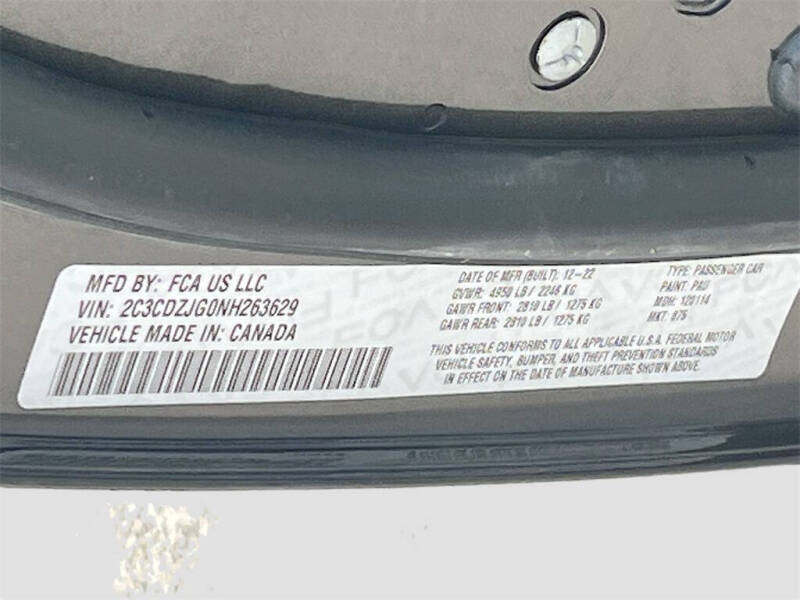 MFD BY: FCA US LLC
VIN: 2C3CDZJG0NH263629
VEHICLE MADE IN: CANADA
DATE OF MFR (BUILT): 12-22
GVWR: 4950 LB / 2246 KG
GAWR FRONT: 2810 LB / 1275 KG
GAWR REAR: 2810 LB / 1275 KG
TYPE: PASSENGER CAR
PAINT: PAU
MDH: 120114
MKT: 875
THIS VEHICLE CONFORMS TO ALL APPLICABLE U.S.A. FEDERAL MOTOR
VEHICLE SAFETY, BUMPER, AND THEFT PREVENTION STANDARDS
IN EFFECT ON THE DATE OF MANUFACTURE SHOWN ABOVE.